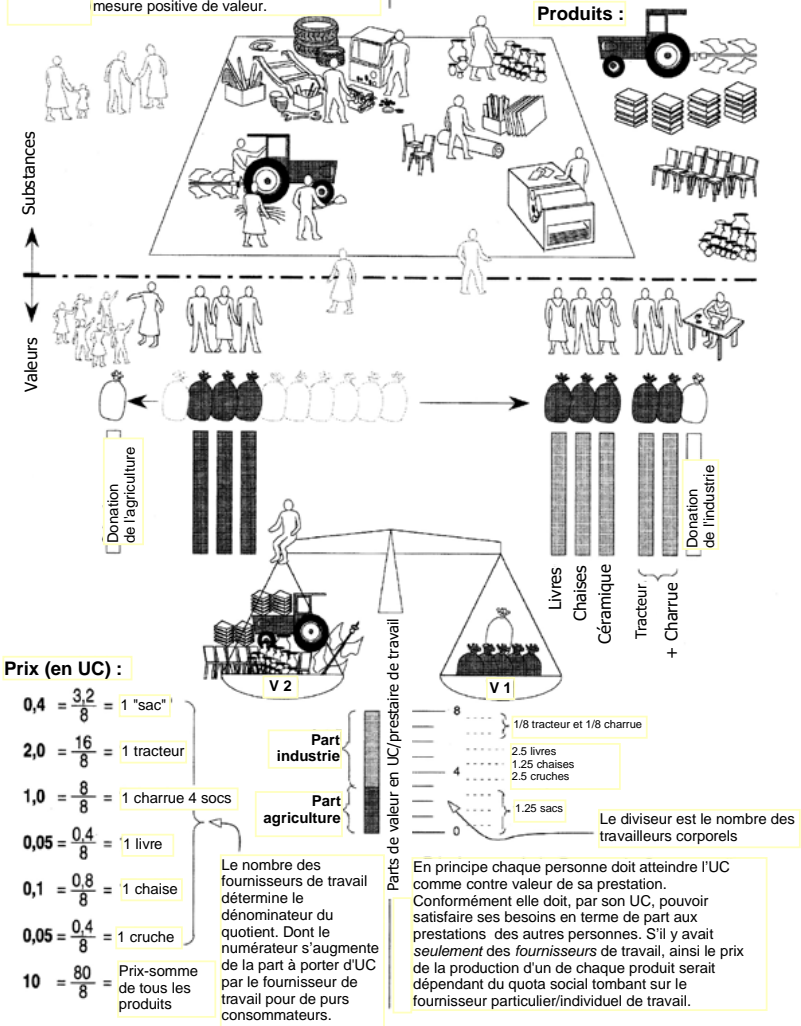 mesure positive de valeur.
Produits :
Substances
Valeurs
Donation
de l'agriculture
Donation
de l'industrie
Livres
Chaises
Céramique
Tracteur
+ Charrue
V 2
V 1
Prix (en UC) :
0,4 = 3,2/8 = 1 "sac"
2,0 = 16/8 = 1 tracteur
1,0 = 8/8 = 1 charrue 4 socs
0,05 = 0,4/8 = 1 livre
0,1 = 0,8/8 = 1 chaise
0,05 = 0,4/8 = 1 cruche
10 = 80/8 = Prix-somme
de tous les
produits
Part
industrie
Part
agriculture
Parts de valeur en UC/prestaire de travail
8
4
0
1/8 tracteur et 1/8 charrue
2.5 livres
1.25 chaises
2.5 cruches
1.25 sacs
Le diviseur est le nombre des
travailleurs corporels
Le nombre des
fournisseurs de travail
détermine le
dénominateur du
quotient. Dont le
numérateur s'augmente
de la part à porter d'UC
par le fournisseur de
travail pour de purs
consommateurs.
En principe chaque personne doit atteindre l'UC
comme contre valeur de sa prestation.
Conformément elle doit, par son UC, pouvoir
satisfaire ses besoins en terme de part aux
prestations des autres personnes. S'il y avait
seulement des fournisseurs de travail, ainsi le prix
de la production d'un de chaque produit serait
dépendant du quota social tombant sur le
fournisseur particulier/individuel de travail.